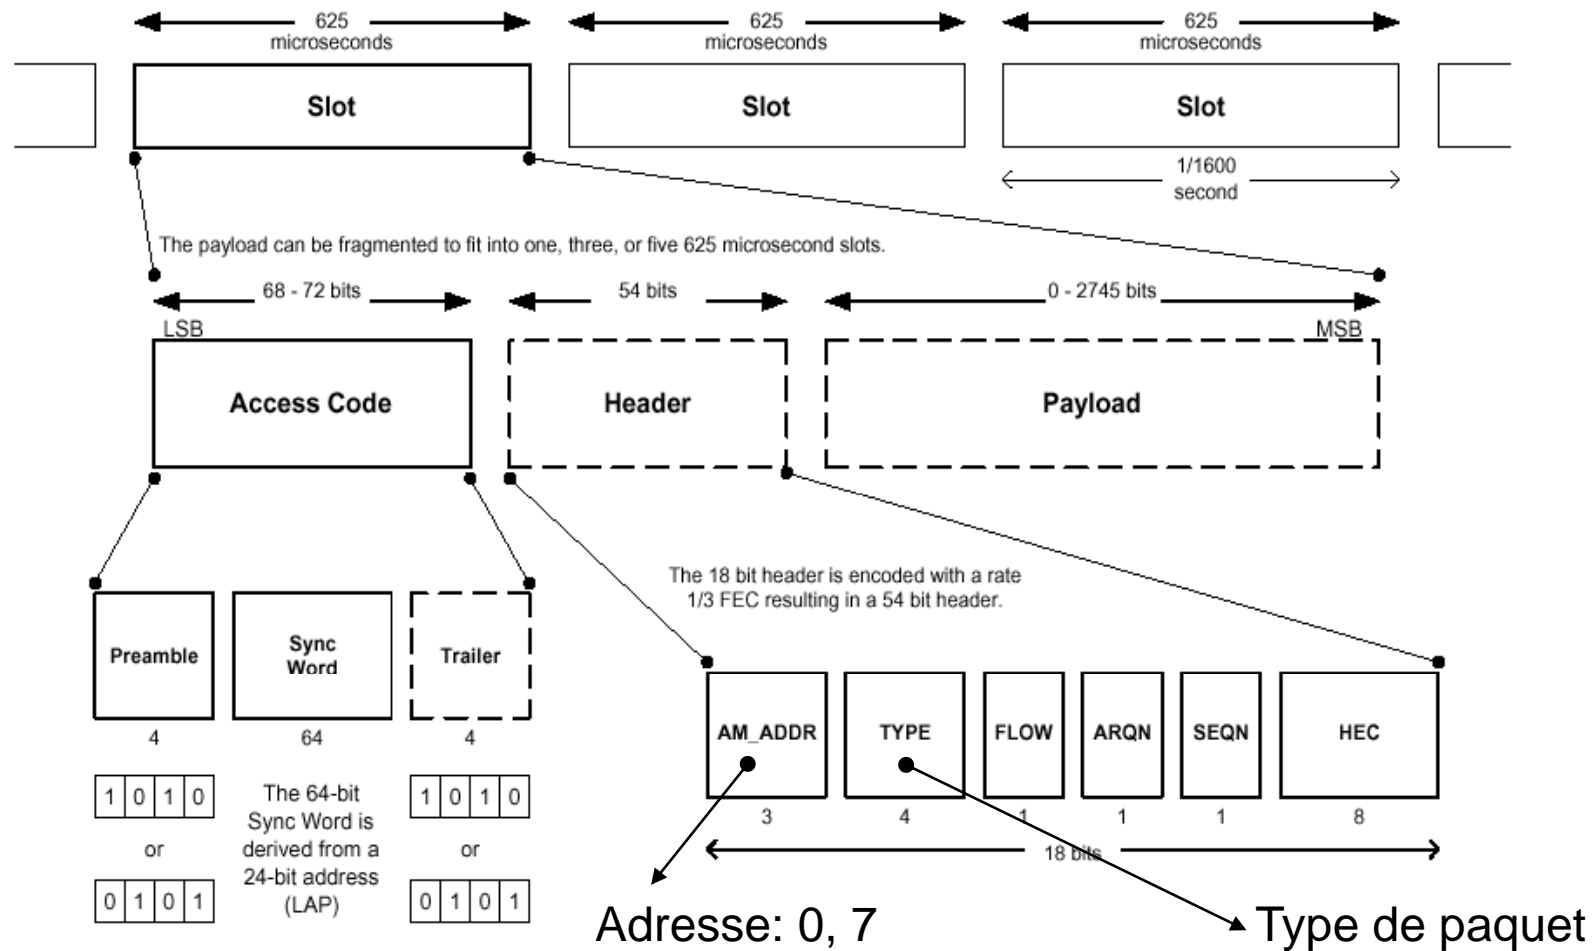 625
microseconds
625
microseconds
625
microseconds
Slot
Slot
Slot
1/1600
second
The payload can be fragmented to fit into one, three, or five 625 microsecond slots.
68 - 72 bits
54 bits
0 - 2745 bits
LSB
MSB
Access Code
Header
Payload
The 18 bit header is encoded with a rate
1/3 FEC resulting in a 54 bit header.
Preamble
Sync
Word
Trailer
4
64
4
AM_ADDR
TYPE
FLOW
ARQN
SEQN
HEC
3
4
1
1
1
8
18 bits
1 0 1 0
or
0 1 0 1
The 64-bit
Sync Word is
derived from a
24-bit address
(LAP)
1 0 1 0
or
0 1 0 1
Adresse: 0, 7
Type de paquet